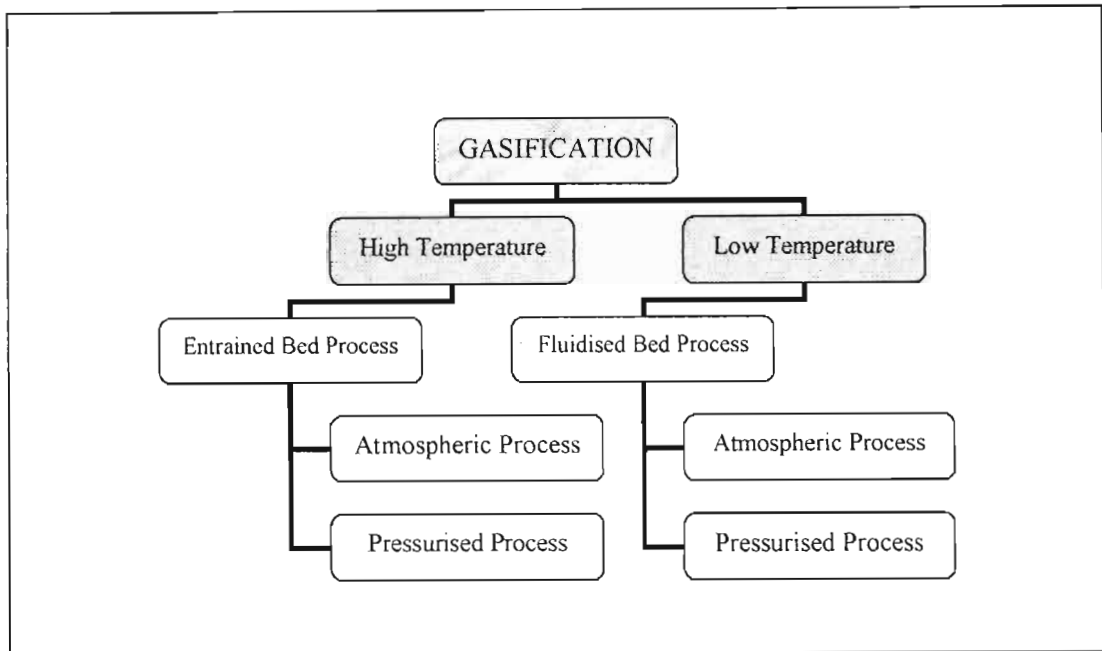 GASIFICATION
High Temperature
Low Temperature
Entrained Bed Process
Fluidised Bed Process
Atmospheric Process
Atmospheric Process
Pressurised Process
Pressurised Process